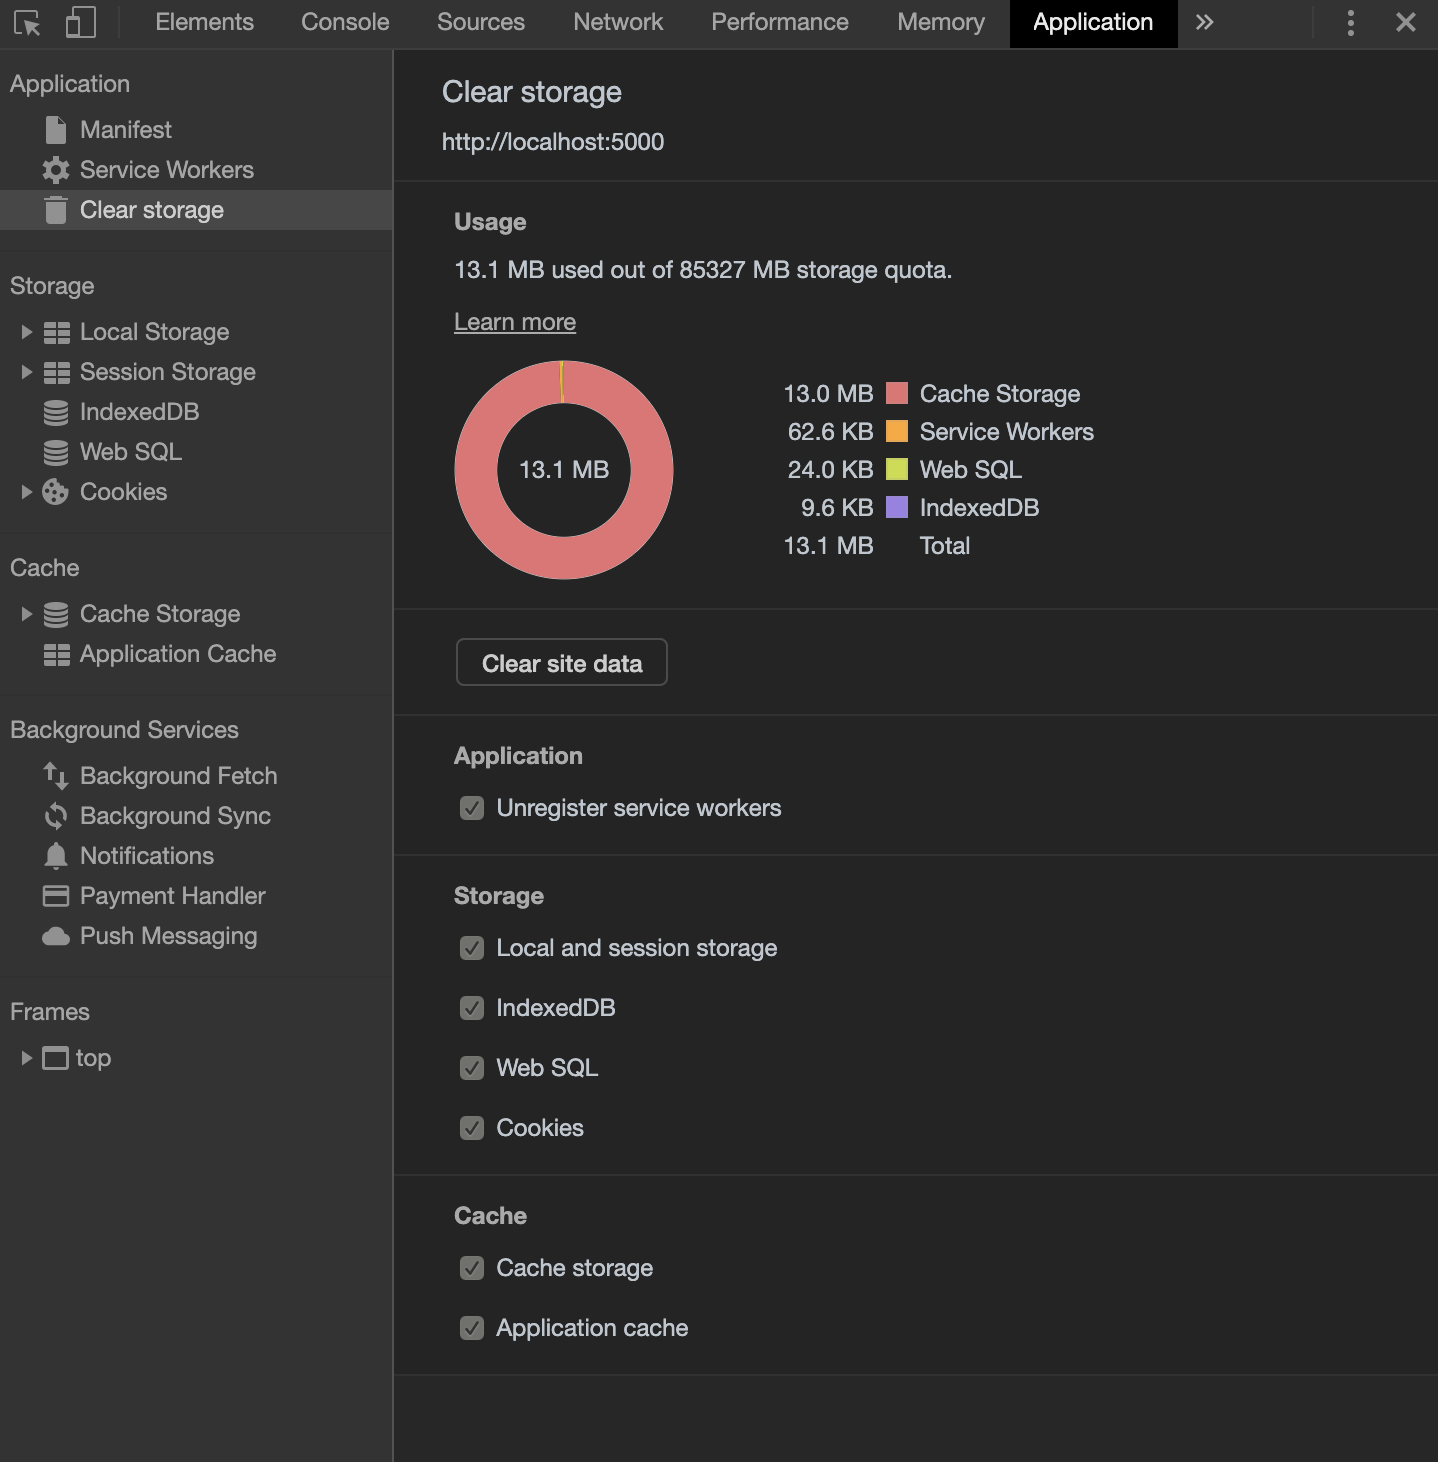 Elements Console Sources Network Performance Memory Application »
Application
Manifest
Service Workers
Clear storage
Storage
Local Storage
Session Storage
IndexedDB
Web SQL
Cookies
Cache
Cache Storage
Application Cache
Background Services
Background Fetch
Background Sync
Notifications
Payment Handler
Push Messaging
Frames
top
Clear storage
http://localhost:5000
Usage
13.1 MB used out of 85327 MB storage quota.
Learn more
13.1 MB
13.0 MB Cache Storage
62.6 KB Service Workers
24.0 KB Web SQL
9.6 KB IndexedDB
13.1 MB Total
Clear site data
Application
Unregister service workers
Storage
Local and session storage
IndexedDB
Web SQL
Cookies
Cache
Cache storage
Application cache